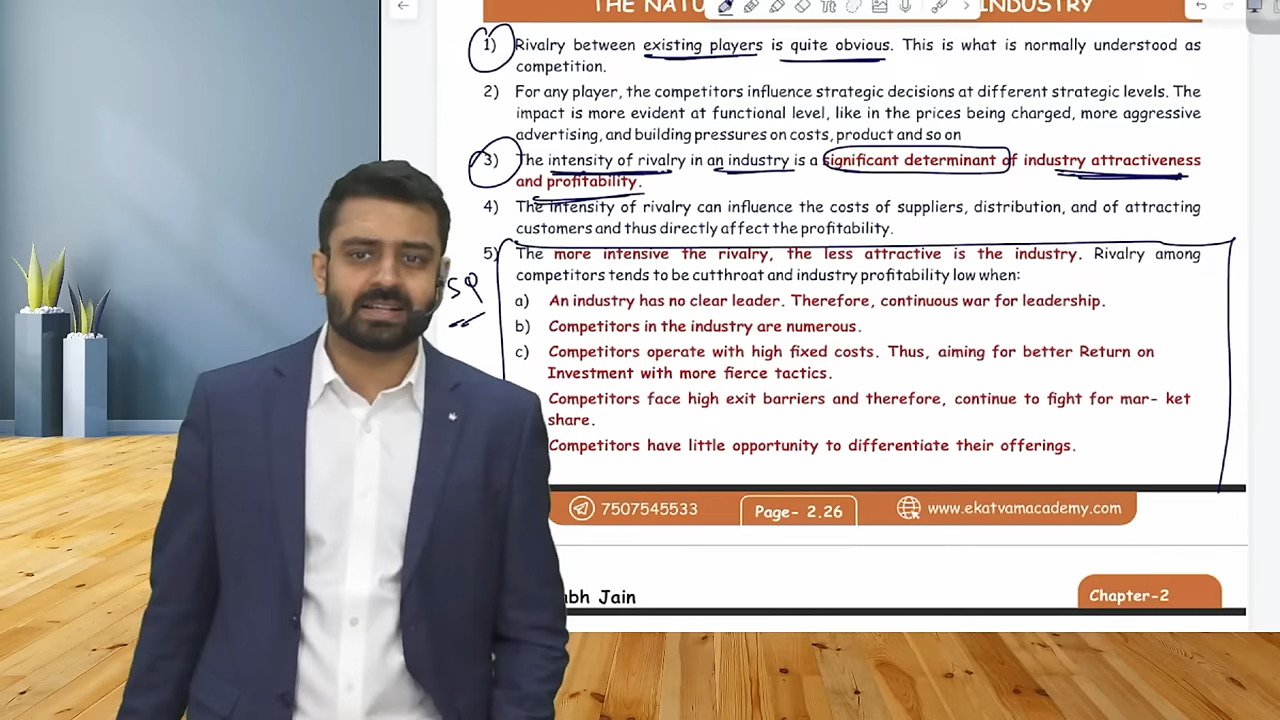 THE NATU INDUSTRY
1) Rivalry between existing players is quite obvious. This is what is normally understood as
competition.
2) For any player, the competitors influence strategic decisions at different strategic levels. The
impact is more evident at functional level, like in the prices being charged, more aggressive
advertising, and building pressures on costs, product and so on
3) The intensity of rivalry in an industry is a significant determinant of industry attractiveness
and profitability.
4) The intensity of rivalry can influence the costs of suppliers, distribution, and of attracting
customers and thus directly affect the profitability.
5) The more intensive the rivalry, the less attractive is the industry. Rivalry among
competitors tends to be cutthroat and industry profitability low when:
a) An industry has no clear leader. Therefore, continuous war for leadership.
b) Competitors in the industry are numerous.
c) Competitors operate with high fixed costs. Thus, aiming for better Return on
Investment with more fierce tactics.
Competitors face high exit barriers and therefore, continue to fight for mar- ket
share.
Competitors have little opportunity to differentiate their offerings.
7507545533 Page- 2.26 www.ekatvamacademy.com
abh Jain Chapter-2